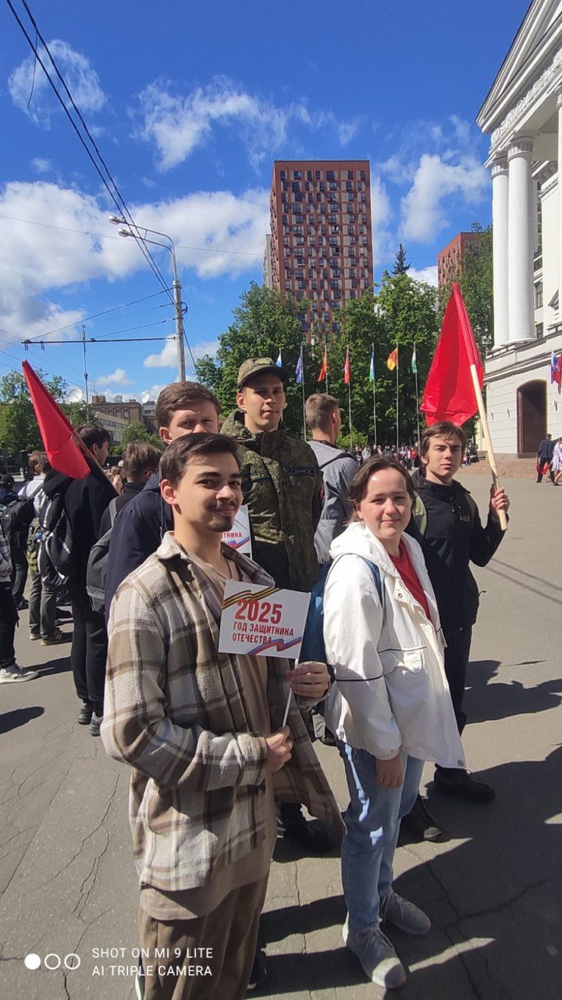 2025
ГОД ЗАЩИТНИКА
ОТЕЧЕСТВА
SHOT ON MI 9 LITE
AI TRIPLE CAMERA